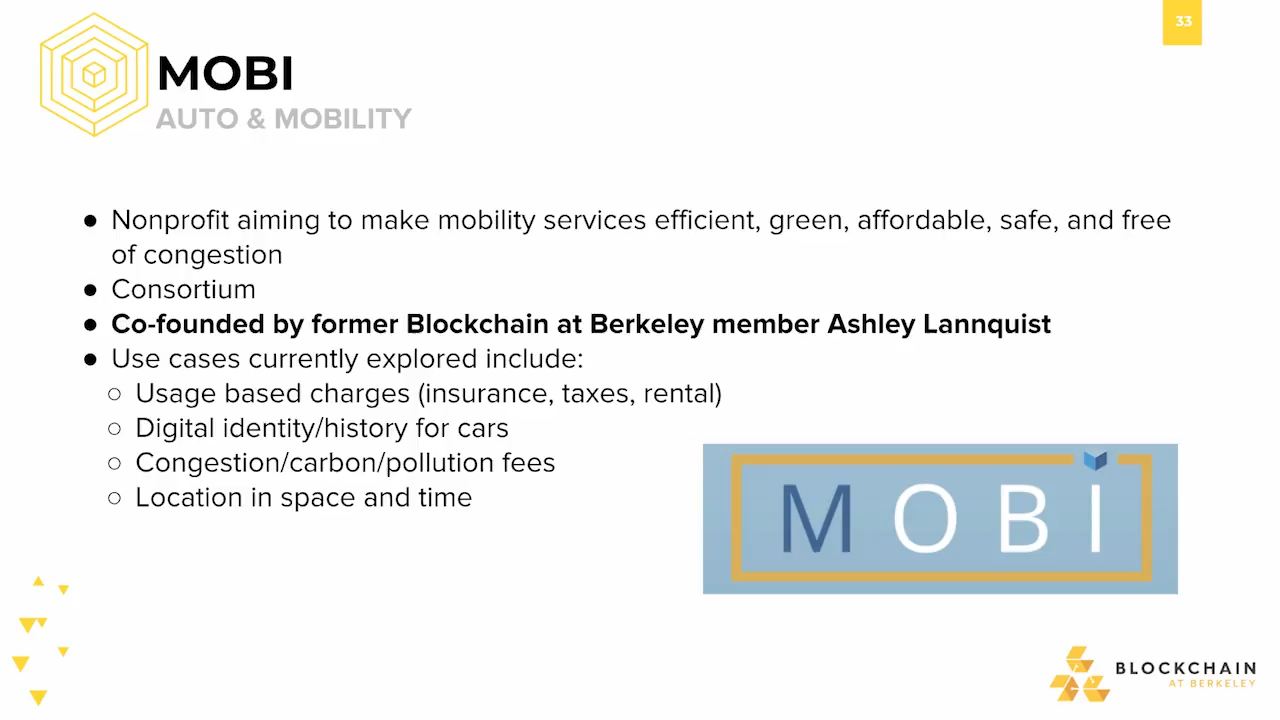 33
MOBI
AUTO & MOBILITY
● Nonprofit aiming to make mobility services efficient, green, affordable, safe, and free
of congestion
● Consortium
● Co-founded by former Blockchain at Berkeley member Ashley Lannquist
● Use cases currently explored include:
○ Usage based charges (insurance, taxes, rental)
○ Digital identity/history for cars
○ Congestion/carbon/pollution fees
○ Location in space and time
MOBI
BLOCKCHAIN
AT BERKELEY